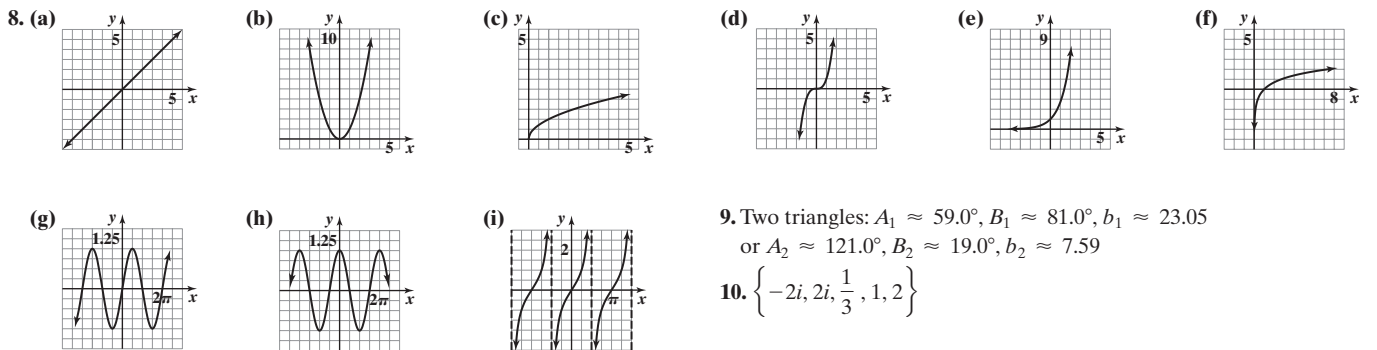 8. (a)
y
5
5 x
(b)
y
10
5 x
(c)
y
5
5 x
(d)
y
5
5 x
(e)
y
9
5 x
(f)
y
5
8 x
(g)
y
1.25
2π x
(h)
y
1.25
2π x
(i)
y
2
π x
9. Two triangles: A₁ ≈ 59.0°, B₁ ≈ 81.0°, b₁ ≈ 23.05
or A₂ ≈ 121.0°, B₂ ≈ 19.0°, b₂ ≈ 7.59
10. {−2i, 2i, 1/3, 1, 2}